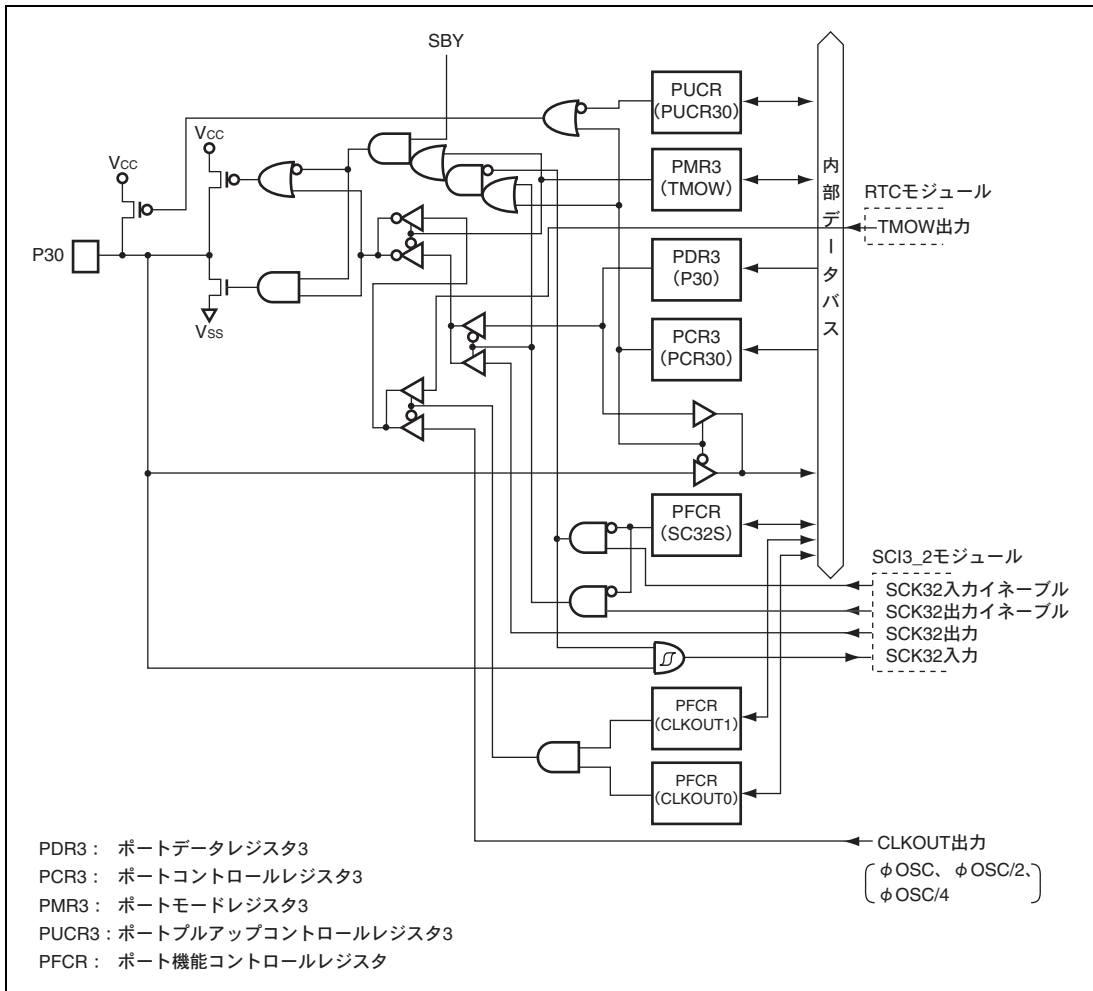 SBY
PUCR
(PUCR30)
VCC
VCC
PMR3
(TMOW)
内部データバス
RTCモジュール
TMOW出力
P30
PDR3
(P30)
VSS
PCR3
(PCR30)
PFCR
(SC32S)
SCI3_2モジュール
SCK32入力イネーブル
SCK32出力イネーブル
SCK32出力
SCK32入力
PFCR
(CLKOUT1)
PFCR
(CLKOUT0)
CLKOUT出力
φOSC、φOSC/2、
φOSC/4
PDR3： ポートデータレジスタ3
PCR3： ポートコントロールレジスタ3
PMR3： ポートモードレジスタ3
PUCR3：ポートプルアップコントロールレジスタ3
PFCR： ポート機能コントロールレジスタ